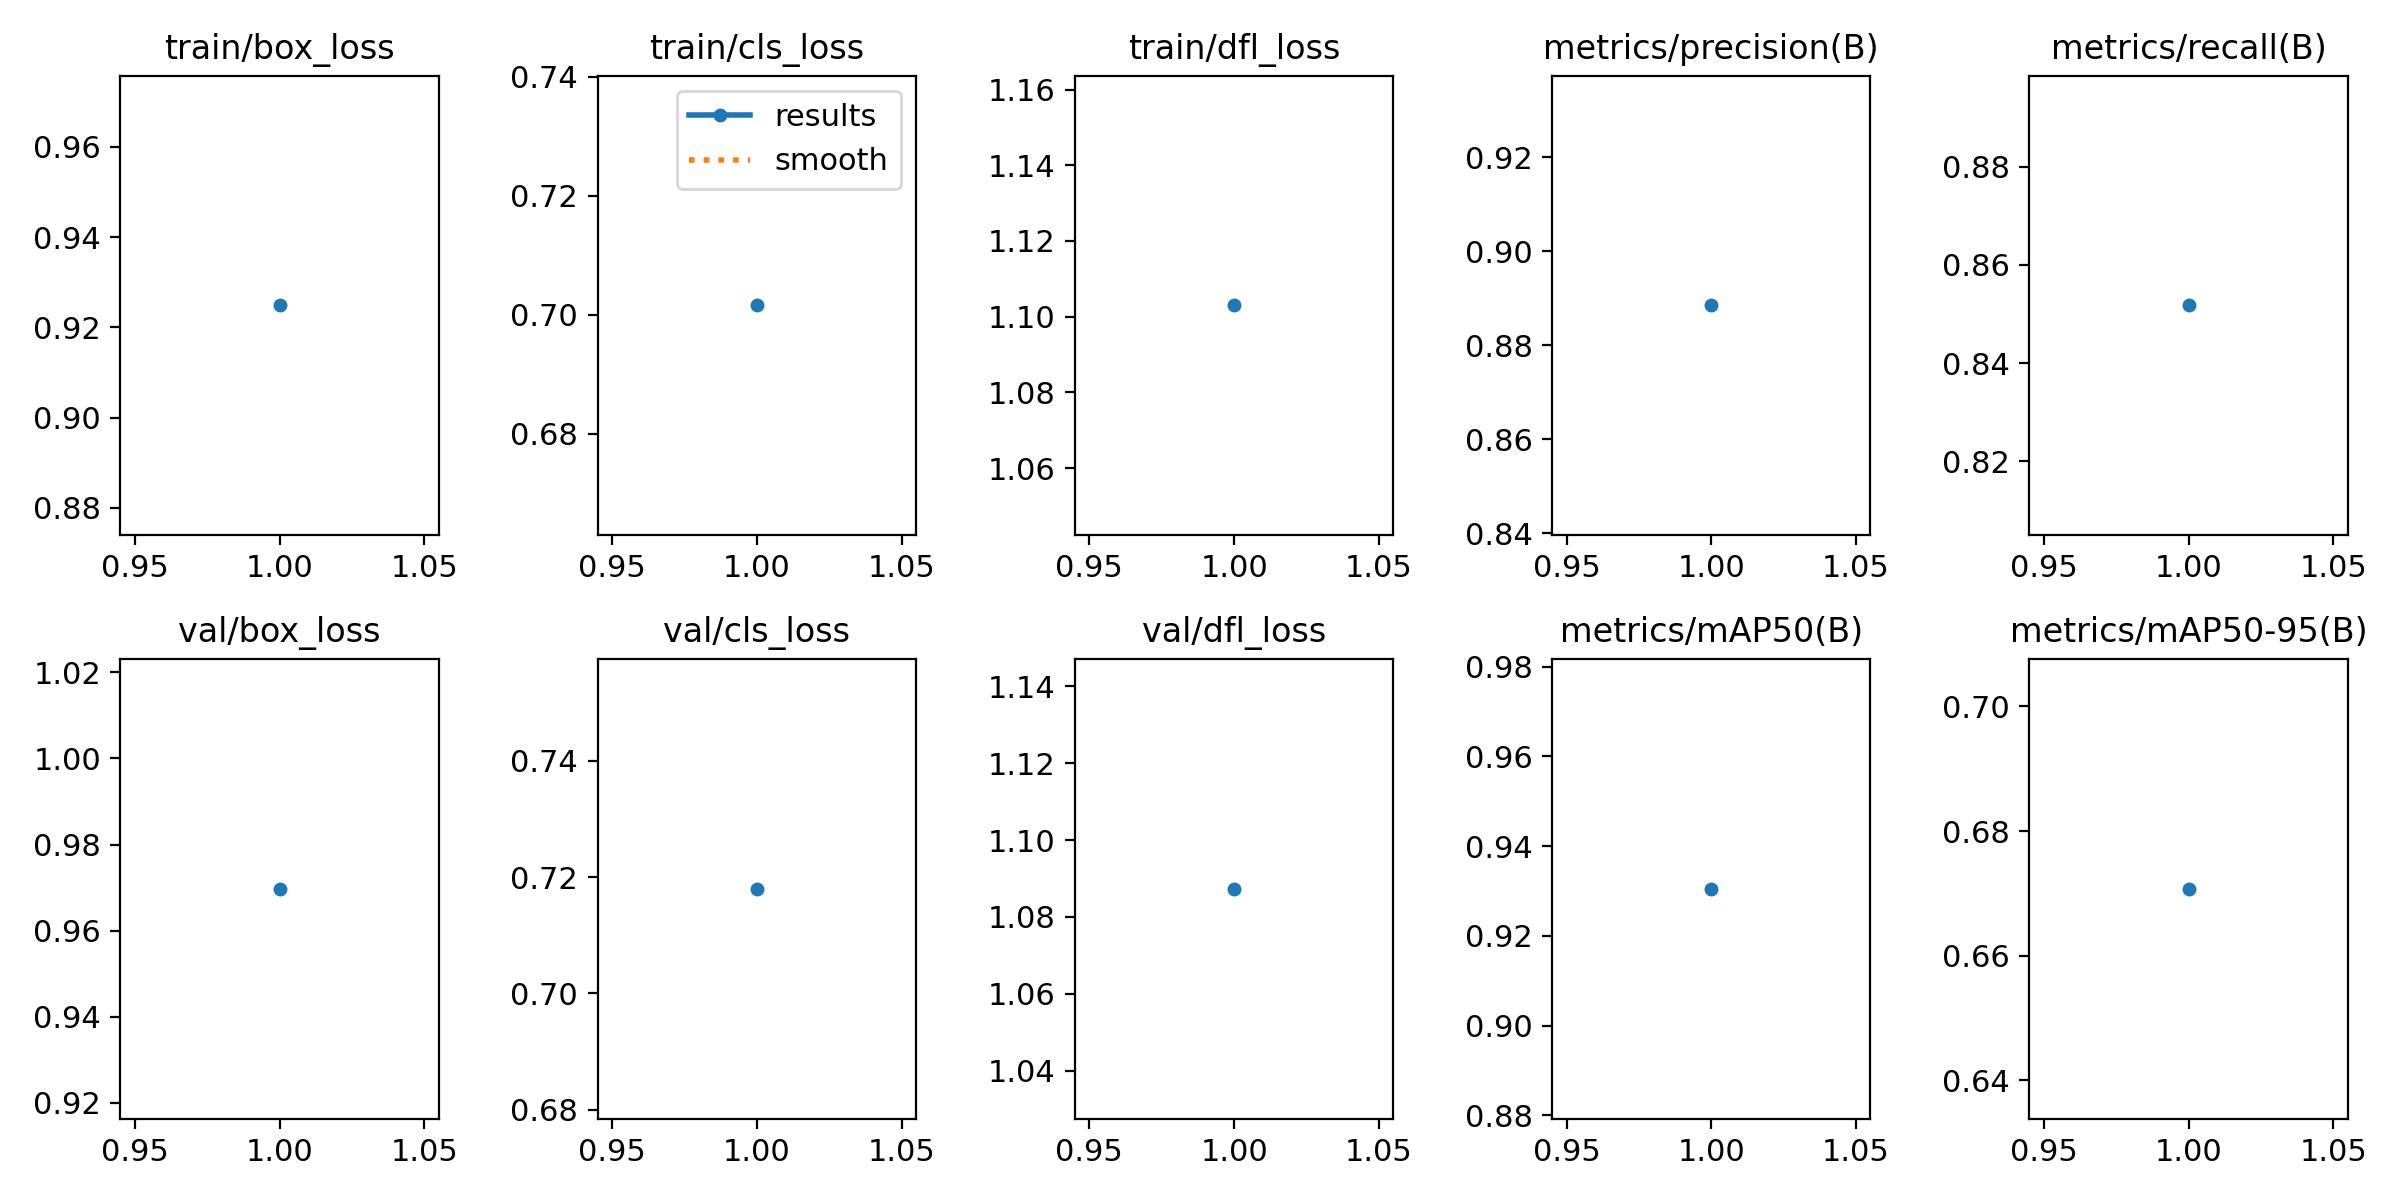 train/box_loss
0.96
0.94
0.92
0.90
0.88
0.95 1.00 1.05
train/cls_loss
0.74
0.72
0.70
0.68
results
smooth
0.95 1.00 1.05
train/dfl_loss
1.16
1.14
1.12
1.10
1.08
1.06
0.95 1.00 1.05
metrics/precision(B)
0.92
0.90
0.88
0.86
0.84
0.95 1.00 1.05
metrics/recall(B)
0.88
0.86
0.84
0.82
0.95 1.00 1.05
val/box_loss
1.02
1.00
0.98
0.96
0.94
0.92
0.95 1.00 1.05
val/cls_loss
0.74
0.72
0.70
0.68
0.95 1.00 1.05
val/dfl_loss
1.14
1.12
1.10
1.08
1.06
1.04
0.95 1.00 1.05
metrics/mAP50(B)
0.98
0.96
0.94
0.92
0.90
0.88
0.95 1.00 1.05
metrics/mAP50-95(B)
0.70
0.68
0.66
0.64
0.95 1.00 1.05